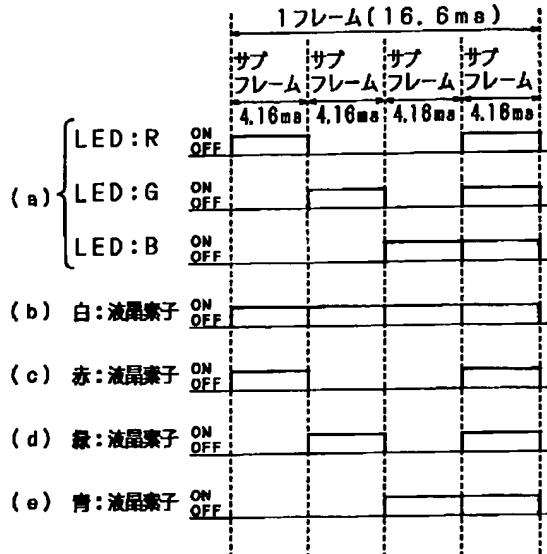 1フレーム(16.6ms)
サブ サブ サブ サブ
フレーム フレーム フレーム フレーム
4.16ms 4.16ms 4.16ms 4.16ms
(a) LED:R ON OFF
LED:G ON OFF
LED:B ON OFF
(b) 白:液晶素子 ON OFF
(c) 赤:液晶素子 ON OFF
(d) 緑:液晶素子 ON OFF
(e) 青:液晶素子 ON OFF